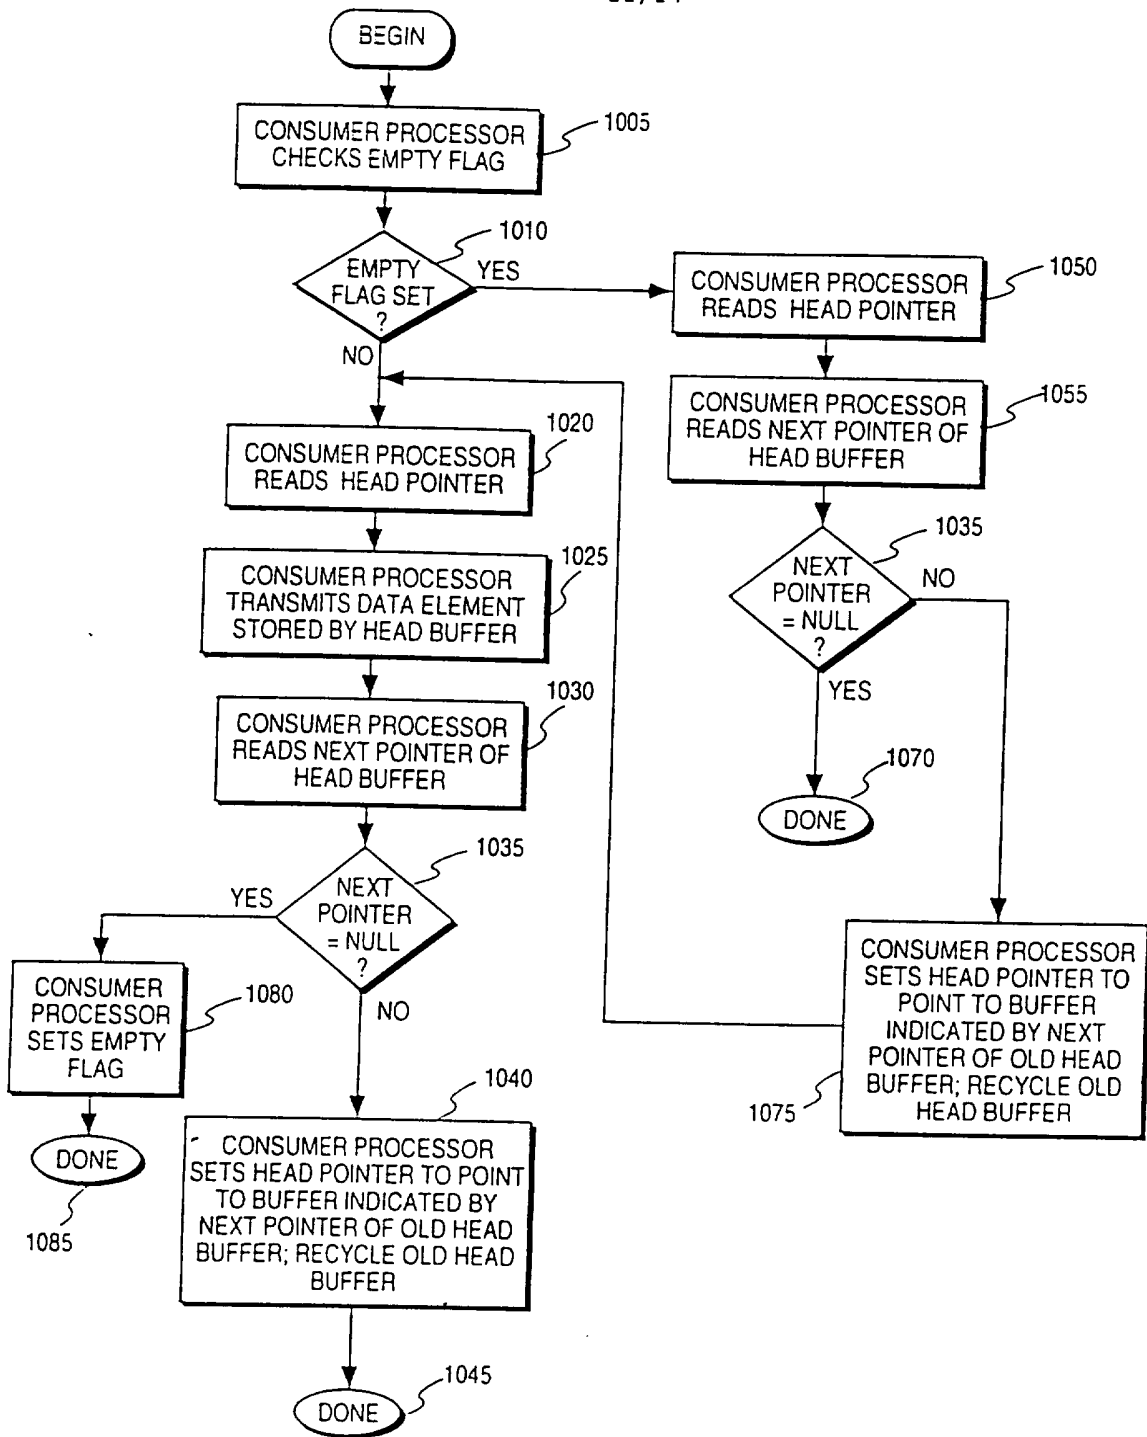 BEGIN
CONSUMER PROCESSOR
CHECKS EMPTY FLAG
1005
EMPTY
FLAG SET
?
1010
YES
NO
CONSUMER PROCESSOR
READS HEAD POINTER
1050
CONSUMER PROCESSOR
READS NEXT POINTER OF
HEAD BUFFER
1055
NEXT
POINTER
= NULL
?
1035
NO
YES
DONE
1070
CONSUMER PROCESSOR
SETS HEAD POINTER TO
POINT TO BUFFER
INDICATED BY NEXT
POINTER OF OLD HEAD
BUFFER; RECYCLE OLD
HEAD BUFFER
1075
CONSUMER PROCESSOR
READS HEAD POINTER
1020
CONSUMER PROCESSOR
TRANSMITS DATA ELEMENT
STORED BY HEAD BUFFER
1025
CONSUMER PROCESSOR
READS NEXT POINTER OF
HEAD BUFFER
1030
NEXT
POINTER
= NULL
?
1035
YES
NO
CONSUMER
PROCESSOR
SETS EMPTY
FLAG
1080
DONE
1085
CONSUMER PROCESSOR
SETS HEAD POINTER TO POINT
TO BUFFER INDICATED BY
NEXT POINTER OF OLD HEAD
BUFFER; RECYCLE OLD HEAD
BUFFER
1040
DONE
1045